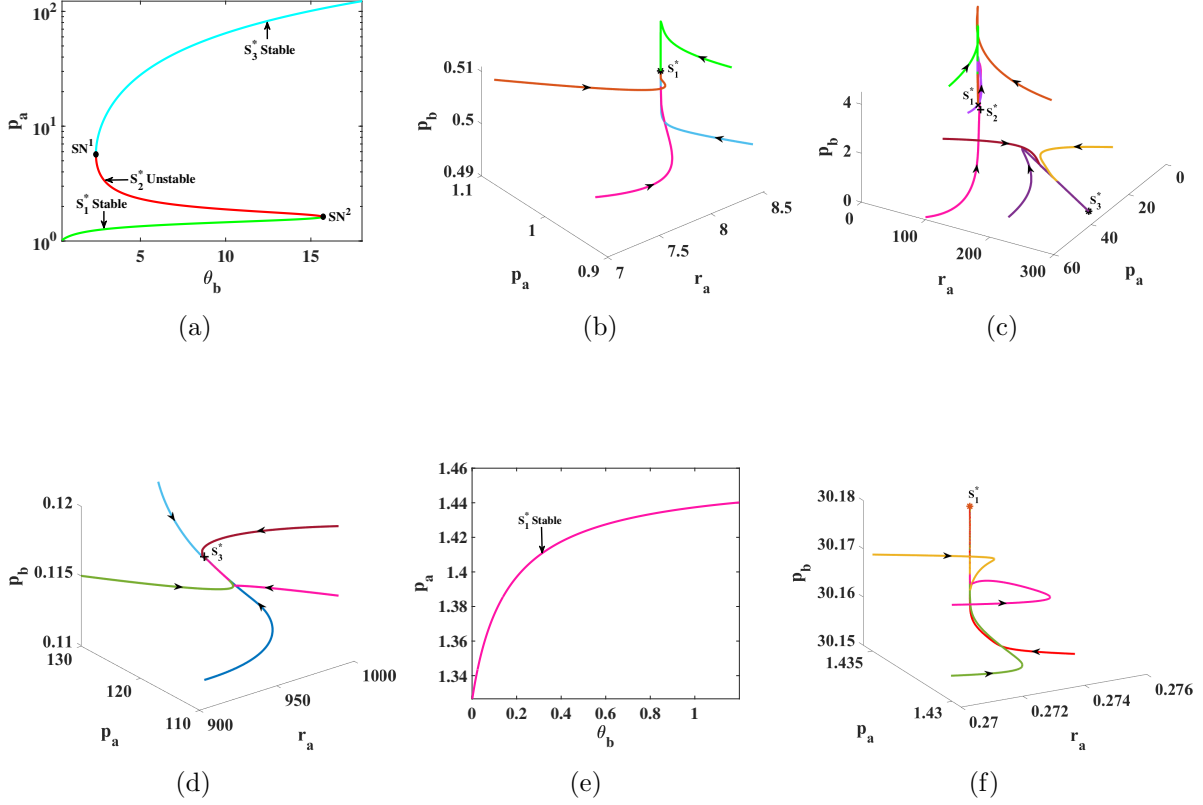 10²
10¹
10⁰
p_a
S₃* Stable
SN¹
S₂* Unstable
S₁* Stable
SN²
5
10
15
θ_b
(a)
0.51
0.5
0.49
p_b
S₁*
1.1
1
0.9
p_a
7
7.5
8
8.5
r_a
(b)
4
2
0
p_b
S₁*
S₂*
S₃*
0
100
200
300
r_a
0
20
40
60
p_a
(c)
0.12
0.115
0.11
p_b
S₃*
130
120
110
p_a
900
950
1000
r_a
(d)
1.46
1.44
1.42
1.4
1.38
1.36
1.34
p_a
S₁* Stable
0
0.2
0.4
0.6
0.8
1
θ_b
(e)
30.18
30.17
30.16
30.15
p_b
S₁*
1.435
1.43
p_a
0.27
0.272
0.274
0.276
r_a
(f)